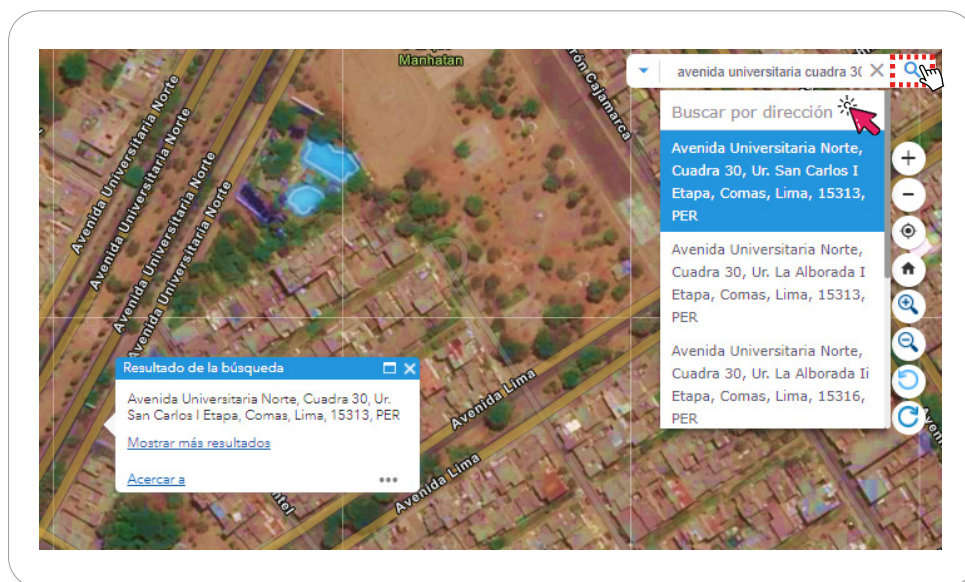 Manhatan
avenida universitaria cuadra 30
Buscar por dirección
Avenida Universitaria Norte,
Cuadra 30, Ur. San Carlos I
Etapa, Comas, Lima, 15313,
PER
Avenida Universitaria Norte,
Cuadra 30, Ur. La Alborada I
Etapa, Comas, Lima, 15313,
PER
Avenida Universitaria Norte,
Cuadra 30, Ur. La Alborada Ii
Etapa, Comas, Lima, 15316,
PER
Cajamarca
Avenida Universitaria Norte
Avenida Universitaria Norte
Avenida Universitaria Norte
Avenida Universitaria Norte
Resultado de la búsqueda
Avenida Universitaria Norte, Cuadra 30, Ur.
San Carlos I Etapa, Comas, Lima, 15313, PER
Mostrar más resultados
Acercar a
Avenida Lima
Avenida Lima